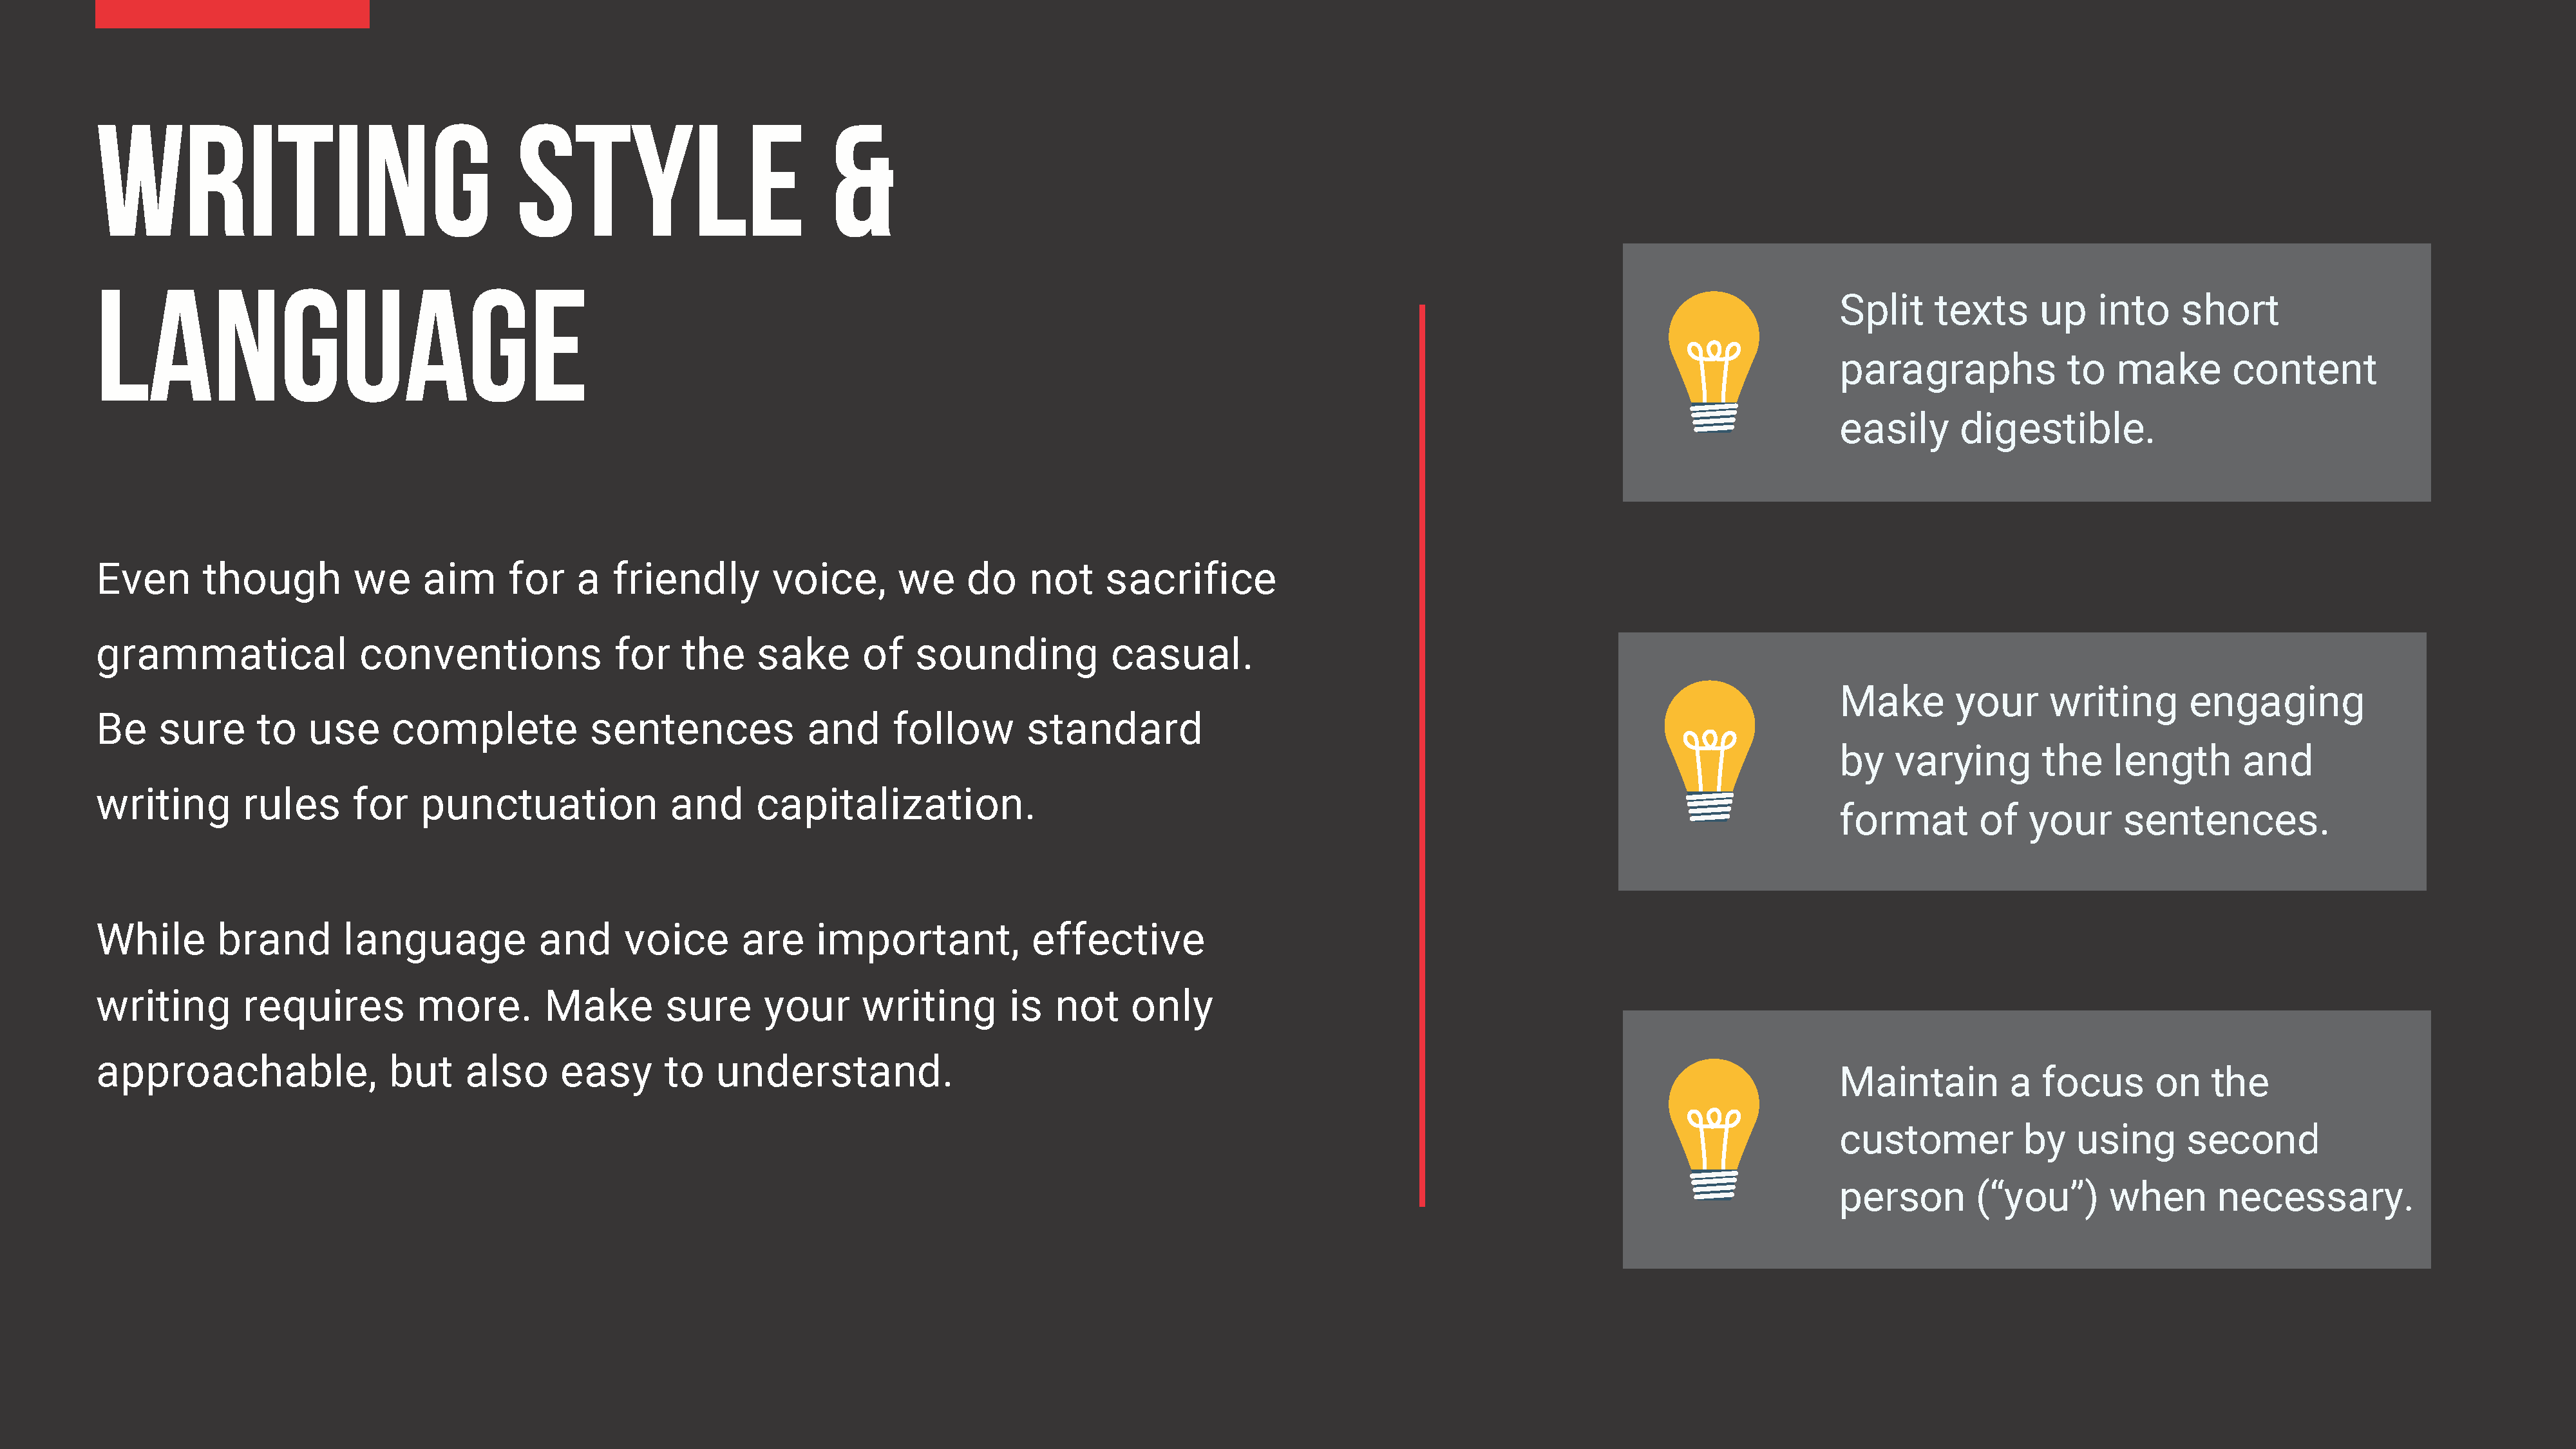 WRITING STYLE &
LANGUAGE
Even though we aim for a friendly voice, we do not sacrifice
grammatical conventions for the sake of sounding casual.
Be sure to use complete sentences and follow standard
writing rules for punctuation and capitalization.
While brand language and voice are important, effective
writing requires more. Make sure your writing is not only
approachable, but also easy to understand.
Split texts up into short
paragraphs to make content
easily digestible.
Make your writing engaging
by varying the length and
format of your sentences.
Maintain a focus on the
customer by using second
person (“you”) when necessary.